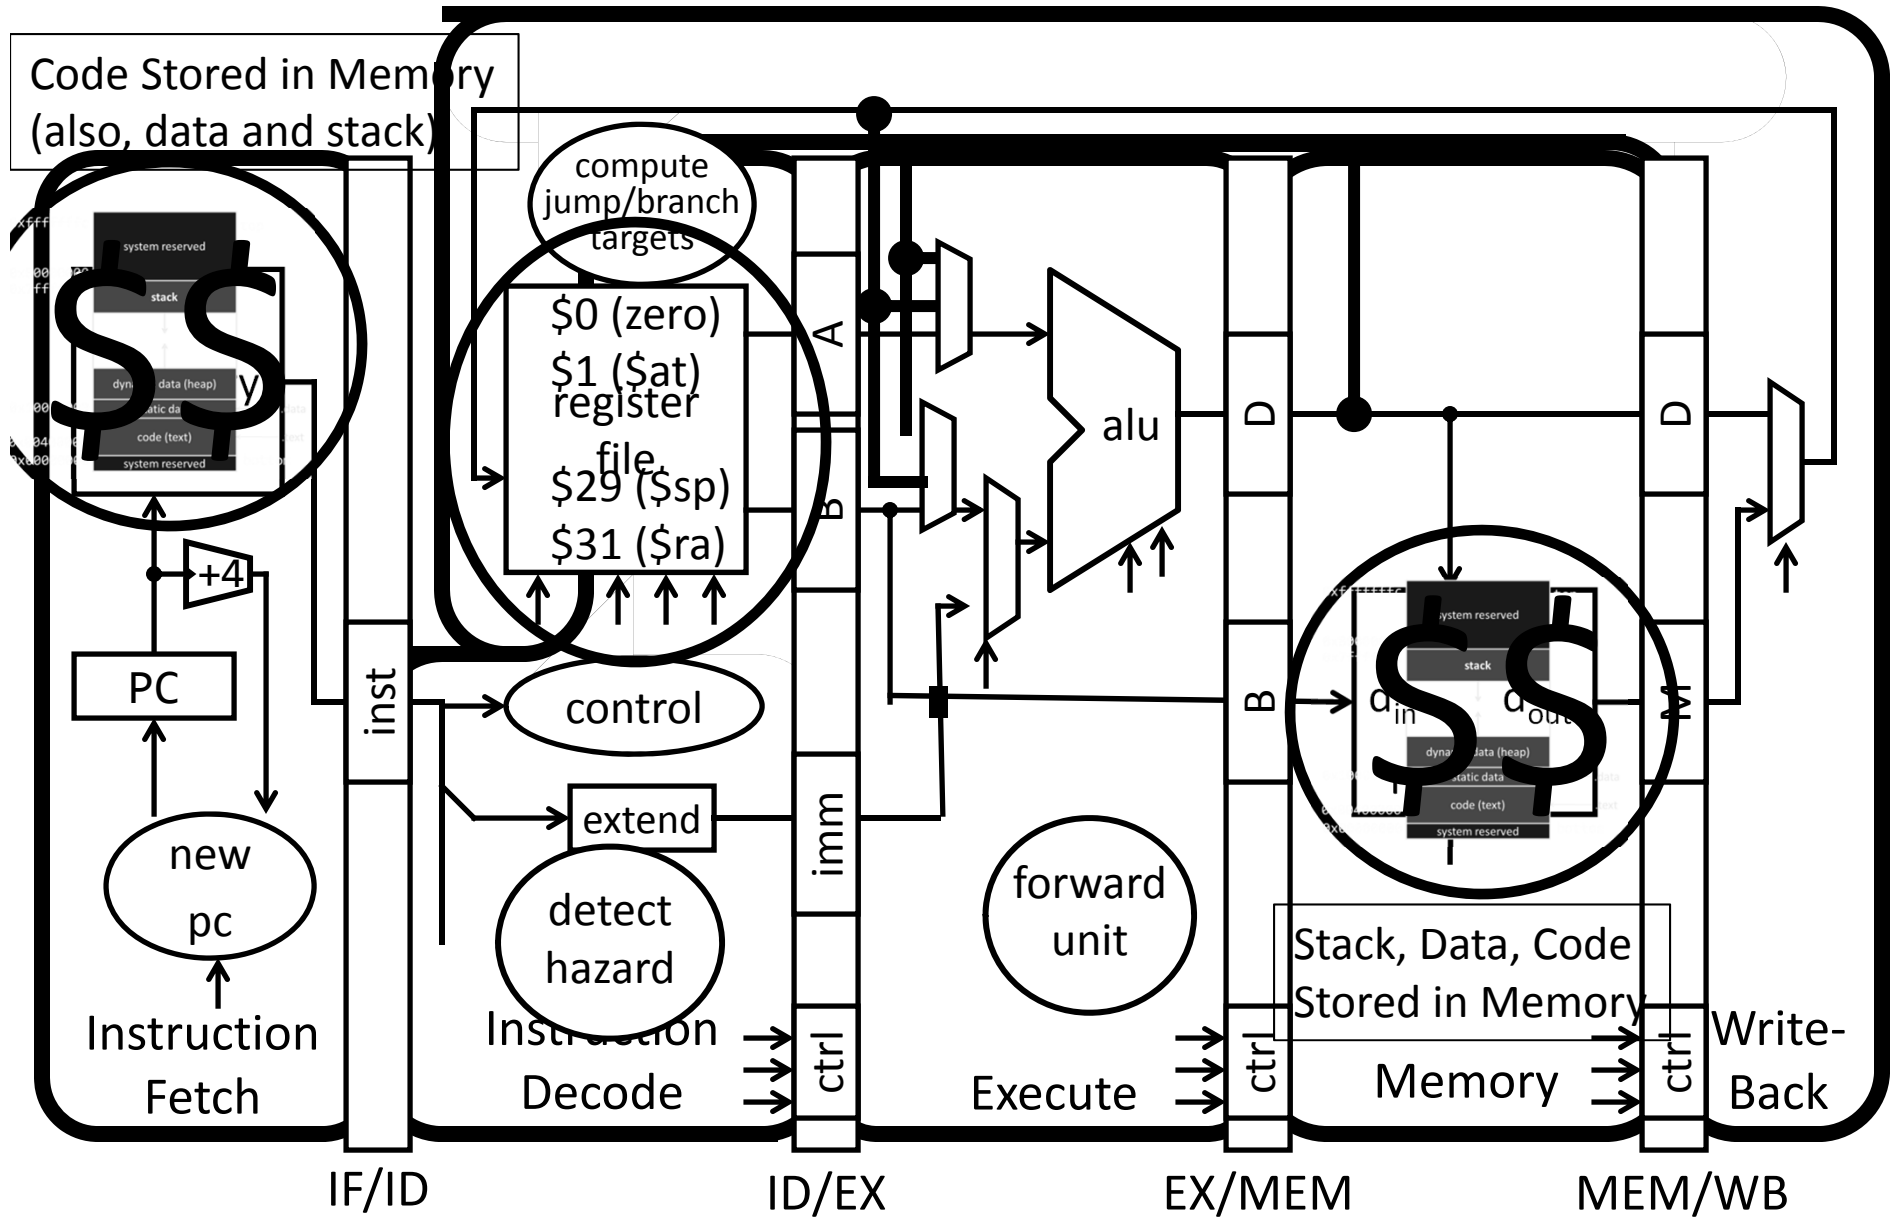 Code Stored in Memory
(also, data and stack)
compute
jump/branch
targets
system reserved
stack
$$
y
code (text)
system reserved
$0 (zero)
$1 ($at)
register
file
$29 ($sp)
$31 ($ra)
A
B
alu
D
D
+4
PC
inst
control
B
system reserved
stack
$$
d
in
d
out
M
static data
code (text)
system reserved
new
pc
extend
imm
detect
hazard
forward
unit
Stack, Data, Code
Stored in Memory
Instruction
Fetch
Instruction
Decode
ctrl
Execute
ctrl
Memory
ctrl
Write-
Back
IF/ID
ID/EX
EX/MEM
MEM/WB